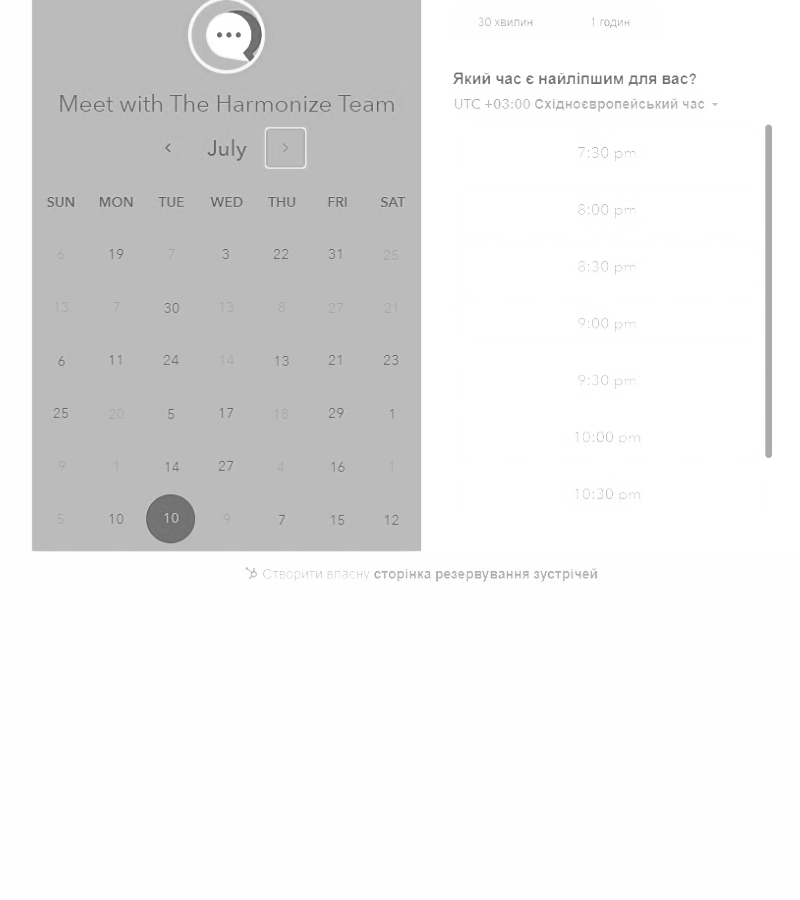 30 хвилин 1 годин
Meet with The Harmonize Team
July
SUN MON TUE WED THU FRI SAT
6 19 7 3 22 31 25
13 7 30 13 8 27 21
6 11 24 14 13 21 23
25 20 5 17 18 29 1
9 1 14 27 4 16 1
5 10 10 9 7 15 12
Який час є найліпшим для вас?
UTC +03:00 Східноєвропейський час
7:30 pm
8:00 pm
8:30 pm
9:00 pm
9:30 pm
10:00 pm
10:30 pm
Створити власну сторінка резервування зустрічей